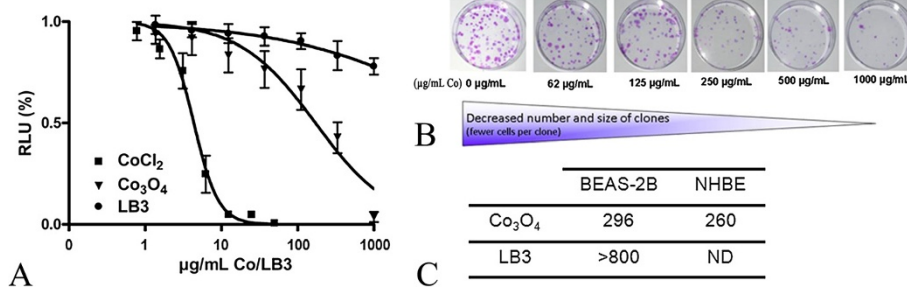 1.0
0.5
0.0
RLU (%)
CoCl₂
Co₃O₄
LB3
0 1 10 100 1000
µg/mL Co/LB3
A
(µg/mL Co) 0 µg/mL 62 µg/mL 125 µg/mL 250 µg/mL 500 µg/mL 1000 µg/mL
Decreased number and size of clones
(fewer cells per clone)
B
BEAS-2B NHBE
Co₃O₄ 296 260
LB3 >800 ND
C